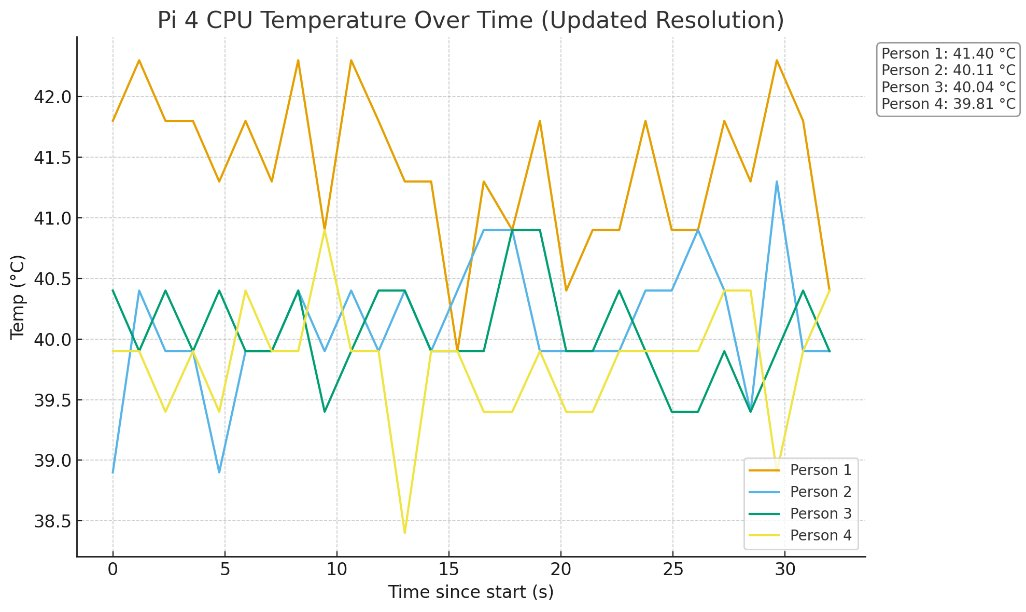 Pi 4 CPU Temperature Over Time (Updated Resolution)
Person 1: 41.40 °C
Person 2: 40.11 °C
Person 3: 40.04 °C
Person 4: 39.81 °C
Temp (°C)
42.0
41.5
41.0
40.5
40.0
39.5
39.0
38.5
Person 1
Person 2
Person 3
Person 4
0 5 10 15 20 25 30
Time since start (s)